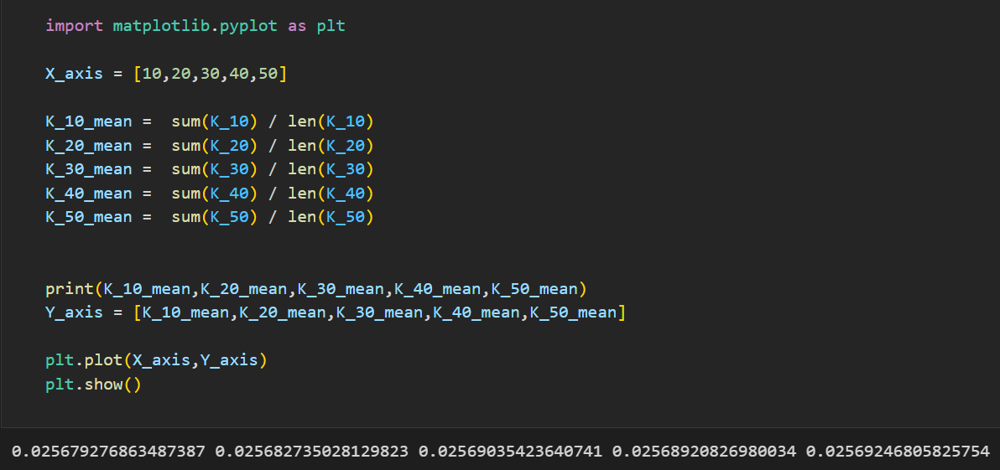 import matplotlib.pyplot as plt
X_axis = [10,20,30,40,50]
K_10_mean =  sum(K_10) / len(K_10)
K_20_mean =  sum(K_20) / len(K_20)
K_30_mean =  sum(K_30) / len(K_30)
K_40_mean =  sum(K_40) / len(K_40)
K_50_mean =  sum(K_50) / len(K_50)
print(K_10_mean,K_20_mean,K_30_mean,K_40_mean,K_50_mean)
Y_axis = [K_10_mean,K_20_mean,K_30_mean,K_40_mean,K_50_mean]
plt.plot(X_axis,Y_axis)
plt.show()
0.025679276863487387 0.025682735028129823 0.02569035423640741 0.02568920826980034 0.02569246805825754